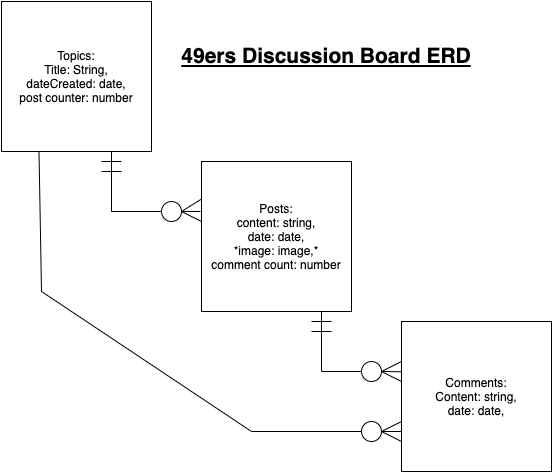 49ers Discussion Board ERD
Topics:
Title: String,
dateCreated: date,
post counter: number
Posts:
content: string,
date: date,
*image: image,*
comment count: number
Comments:
Content: string,
date: date,